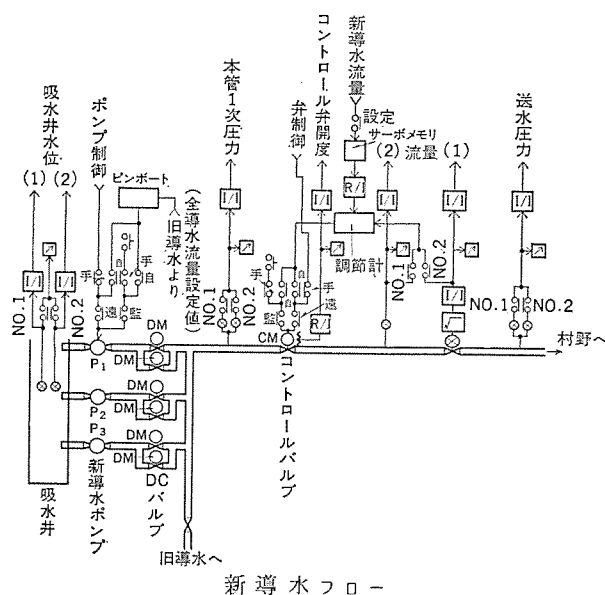 吸水井水位
(1) (2)
ポンプ制御
ピンボード
旧導水より
(全導水流量設定値)
本管1次圧力
弁制御
コントロール弁開度
新導水流量
設定
サーボメモリ
(2) 流量 (1)
送水圧力
I/I
I/I
I/I
I/I
R/I
I/I
I/I
I/I
調節計
手
自
手
自
遠
監
NO.1
NO.2
NO.1
NO.2
手
自
監
自
手
遠
R/I
NO.1
NO.2
I/I
√
NO.1
NO.2
P1
DM
DM
CM
村野へ
P2
DM
DM
P3
DM
DM
吸水井
新導水ポンプ
DCバルブ
コントロールバルブ
旧導水へ
新導水フロー